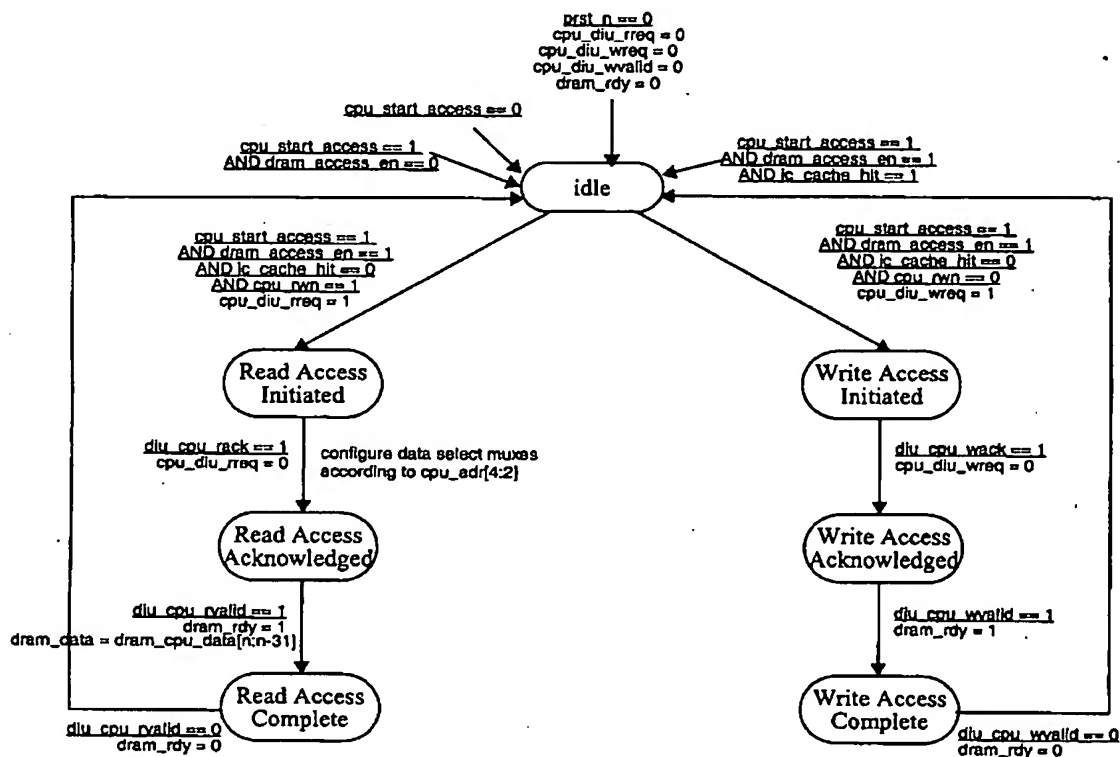 prst_n == 0
cpu_diu_rreq = 0
cpu_diu_wreq = 0
cpu_diu_wvalid = 0
dram_rdy = 0
cpu_start_access == 0
cpu_start_access == 1
AND dram_access_en == 0
cpu_start_access == 1
AND dram_access_en == 1
AND ic_cache_hit == 1
idle
cpu_start_access == 1
AND dram_access_en == 1
AND ic_cache_hit == 0
AND cpu_rwn == 1
cpu_diu_rreq = 1
cpu_start_access == 1
AND dram_access_en == 1
AND ic_cache_hit == 0
AND cpu_rwn == 0
cpu_diu_wreq = 1
Read Access
Initiated
Write Access
Initiated
diu_cpu_rack == 1
cpu_diu_rreq = 0
configure data select muxes
according to cpu_adr[4:2]
diu_cpu_wack == 1
cpu_diu_wreq = 0
Read Access
Acknowledged
Write Access
Acknowledged
diu_cpu_rvalid == 1
dram_rdy = 1
dram_data = dram_cpu_data[n:n-31]
diu_cpu_wvalid == 1
dram_rdy = 1
Read Access
Complete
Write Access
Complete
diu_cpu_rvalid == 0
dram_rdy = 0
diu_cpu_wvalid == 0
dram_rdy = 0